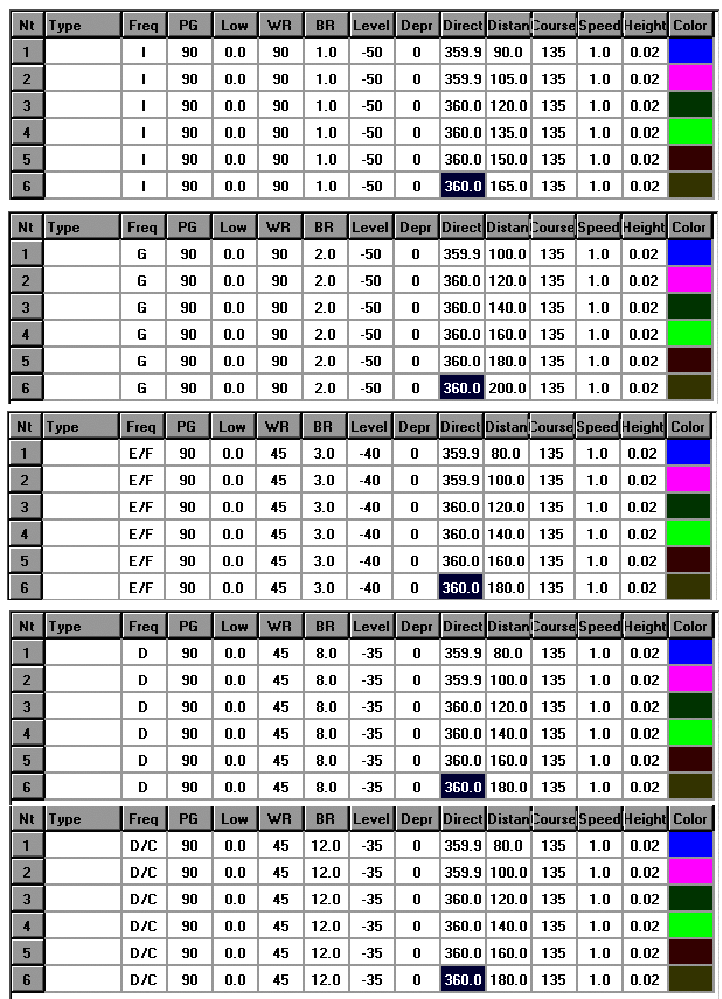 Nt Type Freq PG Low WR BR Level Depr Direct Distan Course Speed Height Color
1 I 90 0.0 90 1.0 -50 0 359.9 90.0 135 1.0 0.02
2 I 90 0.0 90 1.0 -50 0 359.9 105.0 135 1.0 0.02
3 I 90 0.0 90 1.0 -50 0 360.0 120.0 135 1.0 0.02
4 I 90 0.0 90 1.0 -50 0 360.0 135.0 135 1.0 0.02
5 I 90 0.0 90 1.0 -50 0 360.0 150.0 135 1.0 0.02
6 I 90 0.0 90 1.0 -50 0 360.0 165.0 135 1.0 0.02
Nt Type Freq PG Low WR BR Level Depr Direct Distan Course Speed Height Color
1 G 90 0.0 90 2.0 -50 0 359.9 100.0 135 1.0 0.02
2 G 90 0.0 90 2.0 -50 0 360.0 120.0 135 1.0 0.02
3 G 90 0.0 90 2.0 -50 0 360.0 140.0 135 1.0 0.02
4 G 90 0.0 90 2.0 -50 0 360.0 160.0 135 1.0 0.02
5 G 90 0.0 90 2.0 -50 0 360.0 180.0 135 1.0 0.02
6 G 90 0.0 90 2.0 -50 0 360.0 200.0 135 1.0 0.02
Nt Type Freq PG Low WR BR Level Depr Direct Distan Course Speed Height Color
1 E/F 90 0.0 45 3.0 -40 0 359.9 80.0 135 1.0 0.02
2 E/F 90 0.0 45 3.0 -40 0 359.9 100.0 135 1.0 0.02
3 E/F 90 0.0 45 3.0 -40 0 360.0 120.0 135 1.0 0.02
4 E/F 90 0.0 45 3.0 -40 0 360.0 140.0 135 1.0 0.02
5 E/F 90 0.0 45 3.0 -40 0 360.0 160.0 135 1.0 0.02
6 E/F 90 0.0 45 3.0 -40 0 360.0 180.0 135 1.0 0.02
Nt Type Freq PG Low WR BR Level Depr Direct Distan Course Speed Height Color
1 D 90 0.0 45 8.0 -35 0 359.9 80.0 135 1.0 0.02
2 D 90 0.0 45 8.0 -35 0 359.9 100.0 135 1.0 0.02
3 D 90 0.0 45 8.0 -35 0 360.0 120.0 135 1.0 0.02
4 D 90 0.0 45 8.0 -35 0 360.0 140.0 135 1.0 0.02
5 D 90 0.0 45 8.0 -35 0 360.0 160.0 135 1.0 0.02
6 D 90 0.0 45 8.0 -35 0 360.0 180.0 135 1.0 0.02
Nt Type Freq PG Low WR BR Level Depr Direct Distan Course Speed Height Color
1 D/C 90 0.0 45 12.0 -35 0 359.9 80.0 135 1.0 0.02
2 D/C 90 0.0 45 12.0 -35 0 359.9 100.0 135 1.0 0.02
3 D/C 90 0.0 45 12.0 -35 0 360.0 120.0 135 1.0 0.02
4 D/C 90 0.0 45 12.0 -35 0 360.0 140.0 135 1.0 0.02
5 D/C 90 0.0 45 12.0 -35 0 360.0 160.0 135 1.0 0.02
6 D/C 90 0.0 45 12.0 -35 0 360.0 180.0 135 1.0 0.02